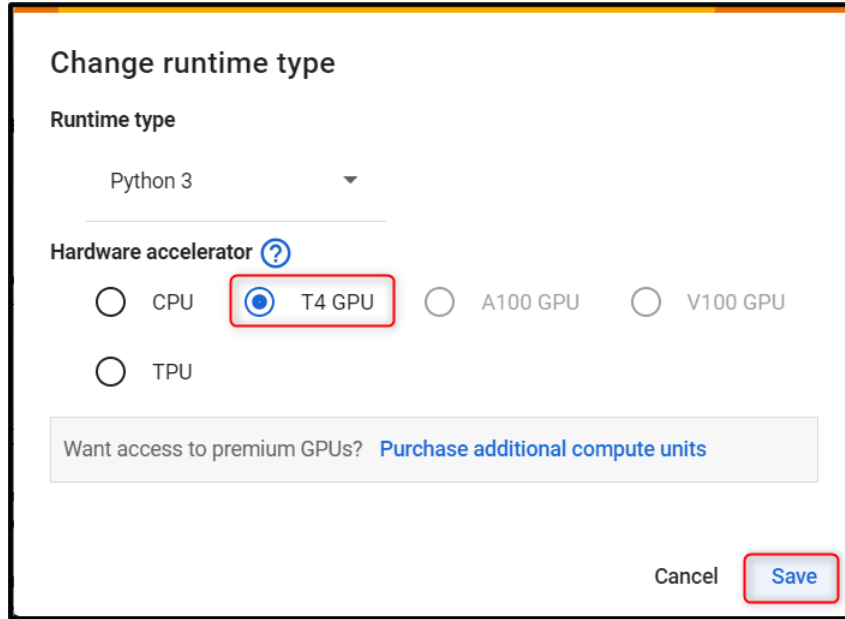 Change runtime type
Runtime type
Python 3
Hardware accelerator ?
CPU T4 GPU A100 GPU V100 GPU
TPU
Want access to premium GPUs? Purchase additional compute units
Cancel Save